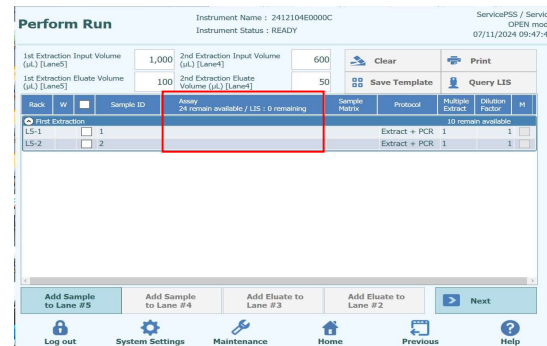 Perform Run
Instrument Name : 2412104E0000C
Instrument Status : READY
ServicePSS / Servic
OPEN mod
07/11/2024 09:47:4
1st Extraction Input Volume (µL) [Lane5]
1,000
2nd Extraction Input Volume (µL) [Lane4]
600
Clear
Print
1st Extraction Eluate Volume (µL) [Lane5]
100
2nd Extraction Eluate Volume (µL) [Lane4]
50
Save Template
Query LIS
Rack W Sample ID Assay 24 remain available / LIS : 0 remaining Sample Matrix Protocol Multiple Extract Dilution Factor M
First Extraction 10 remain available
L5-1 1 Extract + PCR 1 1
L5-2 2 Extract + PCR 1 1
Add Sample to Lane #5
Add Sample to Lane #4
Add Eluate to Lane #3
Add Eluate to Lane #2
Next
Log out
System Settings
Maintenance
Home
Previous
Help